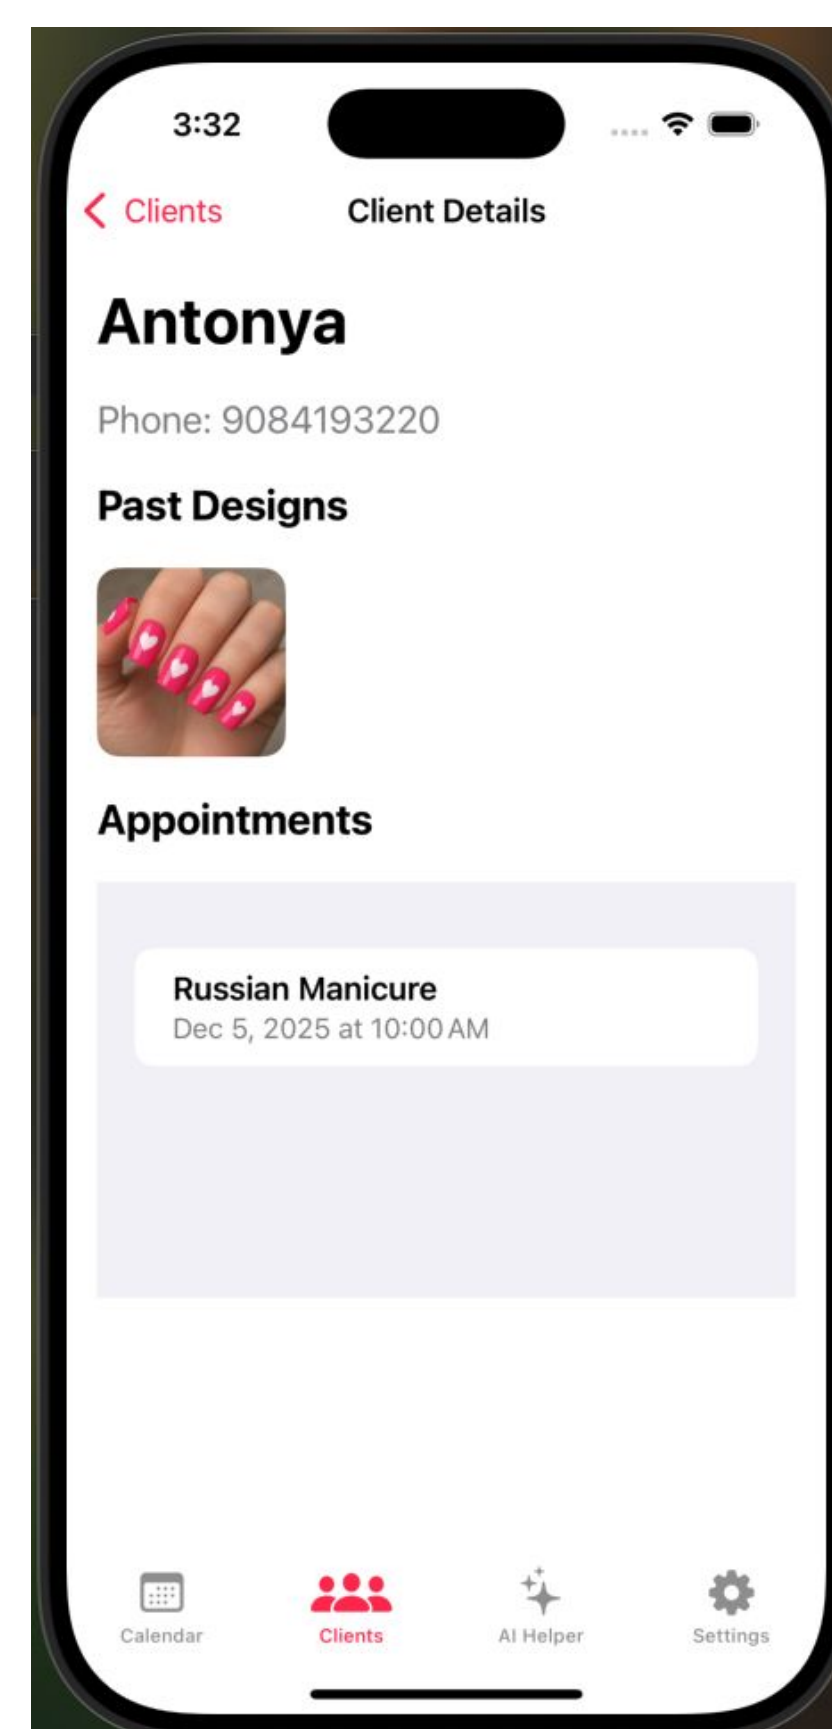 3:32
Clients
Client Details
Antonya
Phone: 9084193220
Past Designs
Appointments
Russian Manicure
Dec 5, 2025 at 10:00 AM
Calendar
Clients
AI Helper
Settings